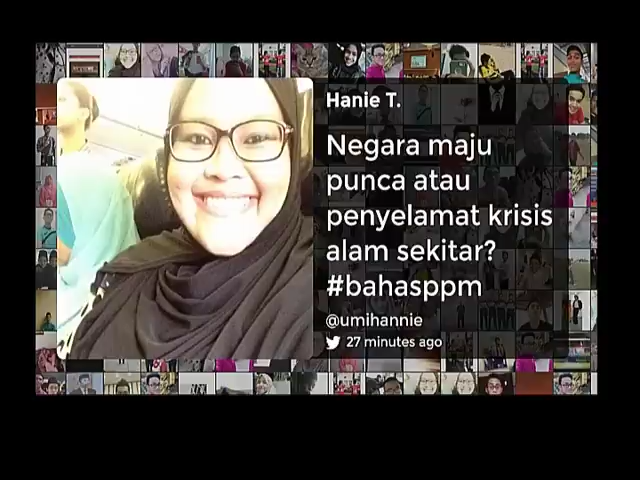 Hanie T.
Negara maju
punca atau
penyelamat krisis
alam sekitar?
#bahasppm
@umihannie
27 minutes ago